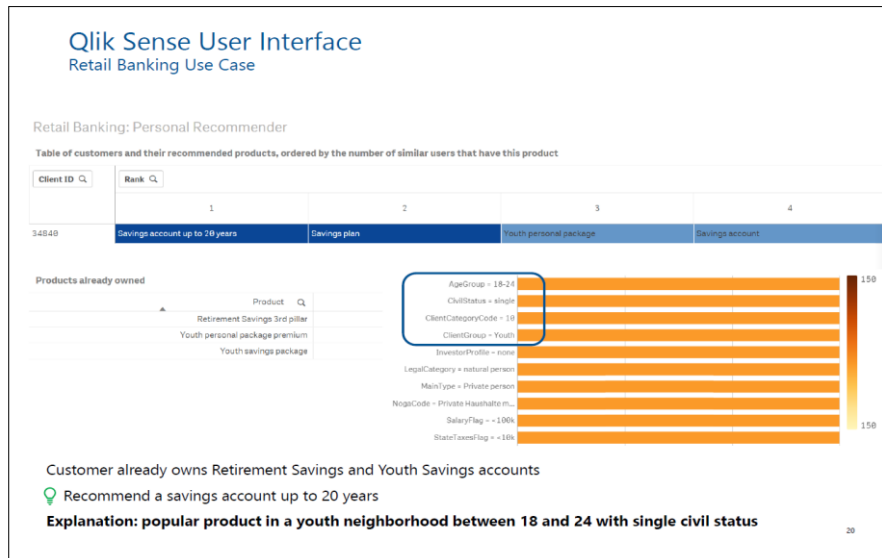 Qlik Sense User Interface
Retail Banking Use Case
Retail Banking: Personal Recommender
Table of customers and their recommended products, ordered by the number of similar users that have this product
Client ID
Rank
1 2 3 4
34840 Savings account up to 20 years Savings plan Youth personal package Savings account
Products already owned
Product
Retirement Savings 3rd pillar
Youth personal package premium
Youth savings package
AgeGroup = 18-24
CivilStatus = single
ClientCategoryCode = 10
ClientGroup = Youth
InvestorProfile = none
LegalCategory = natural person
MainType = Private person
NogaCode = Private Haushalte m...
SalaryFlag = <100k
StateTaxesFlag = <10k
150
150
Customer already owns Retirement Savings and Youth Savings accounts
Recommend a savings account up to 20 years
Explanation: popular product in a youth neighborhood between 18 and 24 with single civil status
20